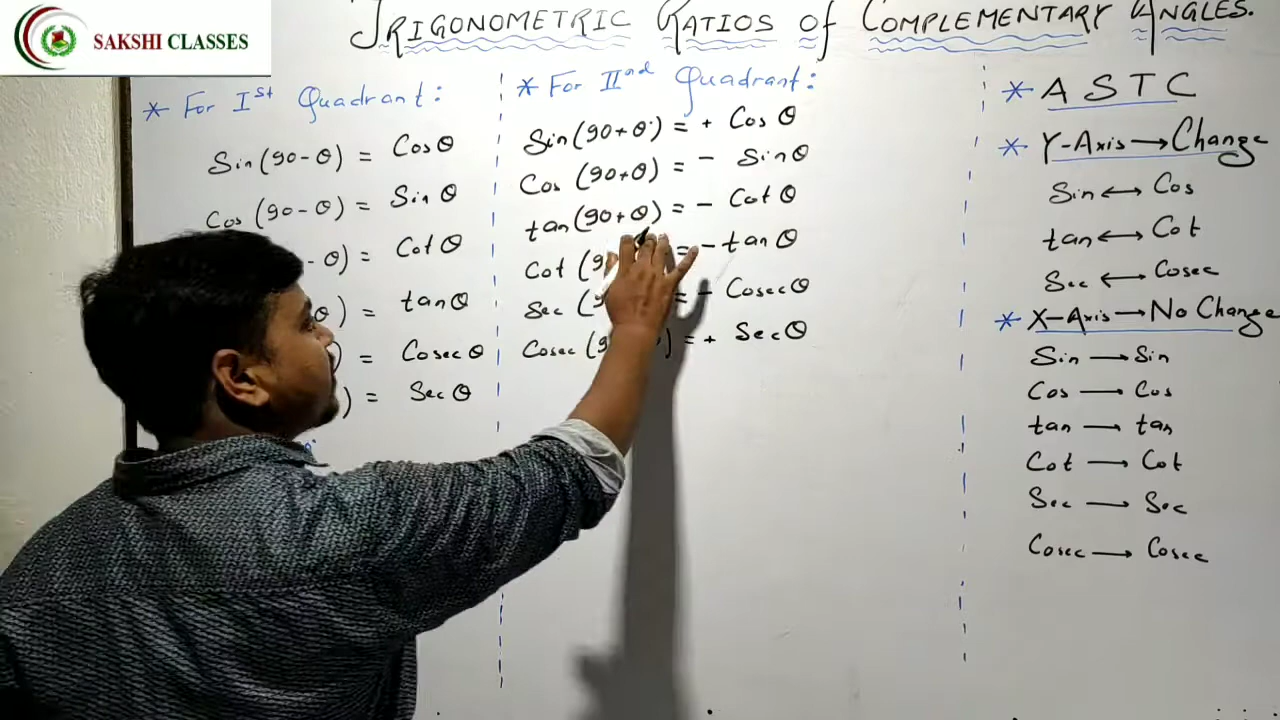 SAKSHI CLASSES
TRIGONOMETRIC RATIOS of COMPLEMENTARY ANGLES.
* For Ist Quadrant:
Sin(90-θ) = Cosθ
Cos(90-θ) = Sinθ
-θ) = Cotθ
θ) = tanθ
) = Cosecθ
) = Secθ
* For IInd Quadrant:
Sin(90+θ) = + Cosθ
Cos(90+θ) = - Sinθ
tan(90+θ) = - Cotθ
Cot(9 = -tanθ
Sec(9 = - Cosecθ
Cosec(9 ) = + Secθ
* ASTC
* Y-Axis→Change
Sin↔Cos
tan↔Cot
Sec↔Cosec
* X-Axis→No Change
Sin→Sin
Cos→Cos
tan→tan
Cot→Cot
Sec→Sec
Cosec→Cosec